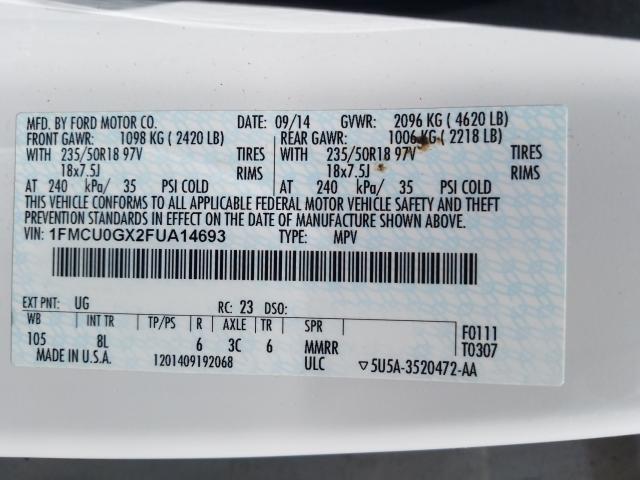 MFD. BY FORD MOTOR CO. DATE: 09/14 GVWR: 2096 KG ( 4620 LB)
FRONT GAWR: 1098 KG ( 2420 LB) REAR GAWR: 1006 KG ( 2218 LB)
WITH 235/50R18 97V TIRES WITH 235/50R18 97V TIRES
18x7.5J RIMS 18x7.5J RIMS
AT 240 kPa/ 35 PSI COLD AT 240 kPa/ 35 PSI COLD
THIS VEHICLE CONFORMS TO ALL APPLICABLE FEDERAL MOTOR VEHICLE SAFETY AND THEFT
PREVENTION STANDARDS IN EFFECT ON THE DATE OF MANUFACTURE SHOWN ABOVE.
VIN: 1FMCU0GX2FUA14693 TYPE: MPV
EXT PNT: UG RC: 23 DSO:
WB INT TR TP/PS R AXLE TR SPR F0111
105 8L 6 3C 6 MMRR T0307
MADE IN U.S.A. 1201409192068 ULC ▽5U5A-3520472-AA